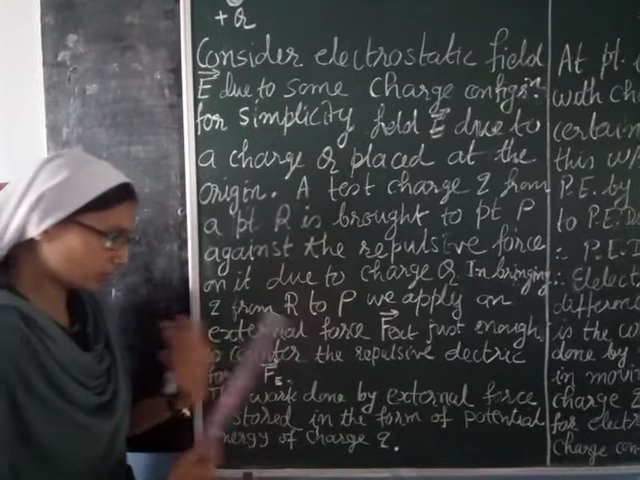 + Q
Consider electrostatic field
E due to some Charge config:n
for simplicity field E due to
a charge Q placed at the
origin. A test charge q from
a pt R is brought to pt P
against the repulsive force
on it due to charge Q In bringing
q from R to P we apply an
external force Fext just enough
to counter the repulsive electric
FE.
work done by external force
stored in the form of potential
energy of charge q.
At pt.
with cha
certain
this w
P.E. by
to P.E.D
∴ P.E.D
differen
is the
done by
in movi
charge
for electr
Charge con